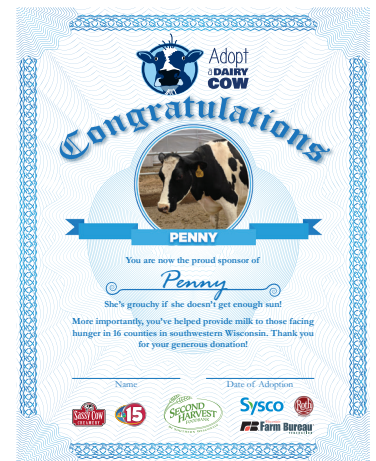 Adopt
a DAIRY
COW
Congratulations
PENNY
You are now the proud sponsor of
Penny
She's grouchy if she doesn't get enough sun!
More importantly, you've helped provide milk to those facing
hunger in 16 counties in southwestern Wisconsin. Thank you
for your generous donation!
Name Date of Adoption
SASSY COW
CREAMERY
15
SECOND
HARVEST
FOODBANK
Sysco
Roth
Farm Bureau